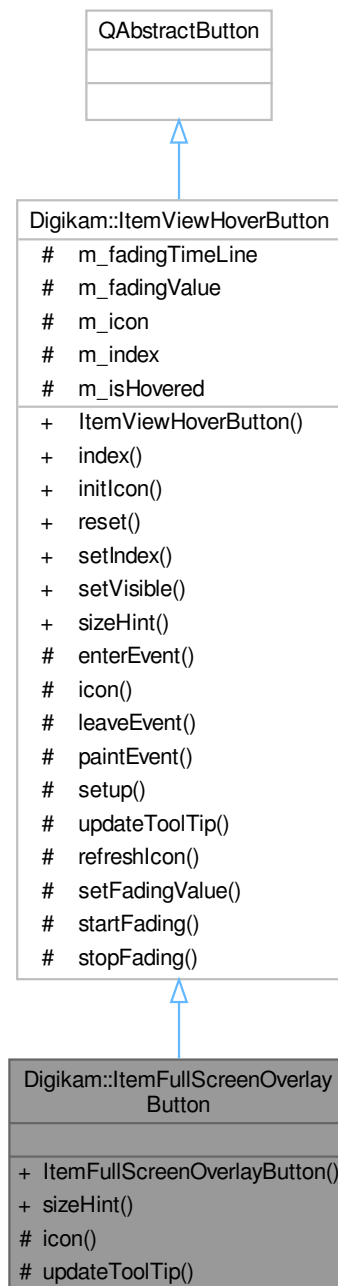 QAbstractButton
Digikam::ItemViewHoverButton
# m_fadingTimeLine
# m_fadingValue
# m_icon
# m_index
# m_isHovered
+ ItemViewHoverButton()
+ index()
+ initIcon()
+ reset()
+ setIndex()
+ setVisible()
+ sizeHint()
# enterEvent()
# icon()
# leaveEvent()
# paintEvent()
# setup()
# updateToolTip()
# refreshIcon()
# setFadingValue()
# startFading()
# stopFading()
Digikam::ItemFullScreenOverlay
Button
+ ItemFullScreenOverlayButton()
+ sizeHint()
# icon()
# updateToolTip()